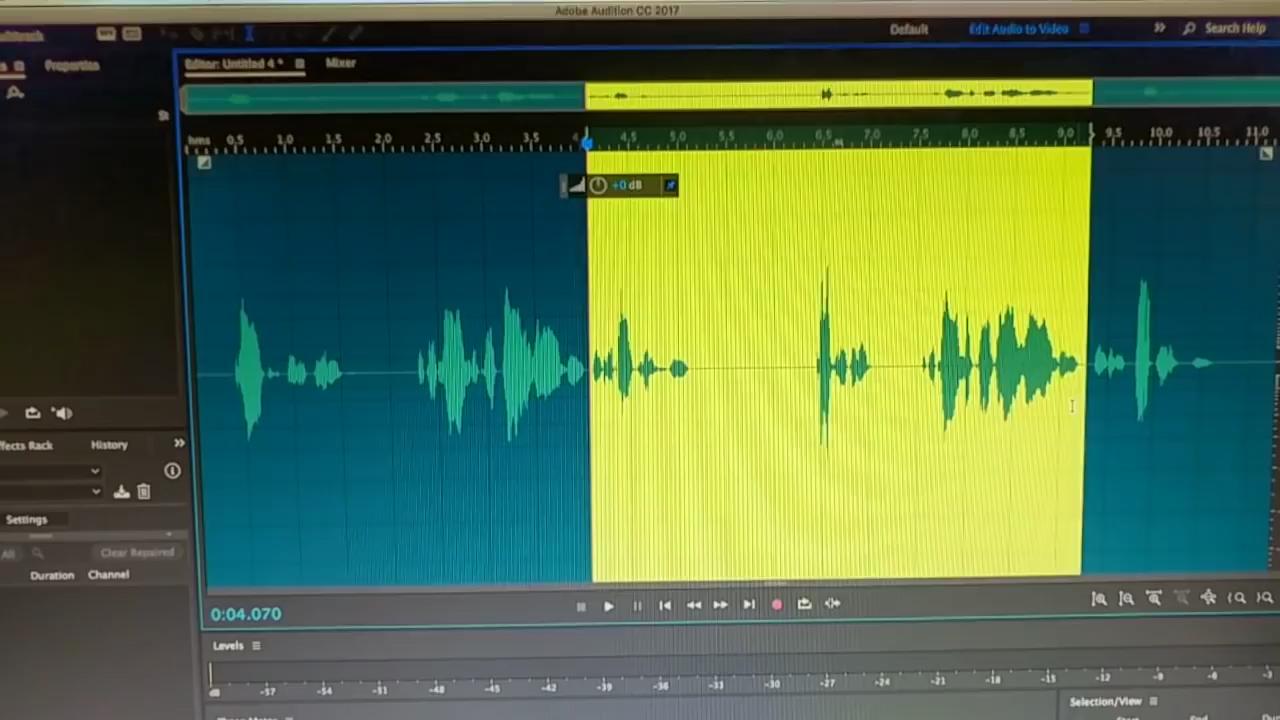 Adobe Audition CC 2017
Default Edit Audio to Video Search Help
Properties
Editor: Untitled 4 * Mixer
hms 0.5 1.0 1.5 2.0 2.5 3.0 3.5 4.5 5.0 5.5 6.0 6.5 7.0 7.5 8.0 8.5 9.0 9.5 10.0 10.5 11.0
+0 dB
ffects Rack History
Settings
All Clear Repaired
Duration Channel
0:04.070
Levels
dB -57 -54 -51 -48 -45 -42 -39 -36 -33 -30 -27 -24 -21 -18 -15 -12 -9 -6 -3
Selection/View